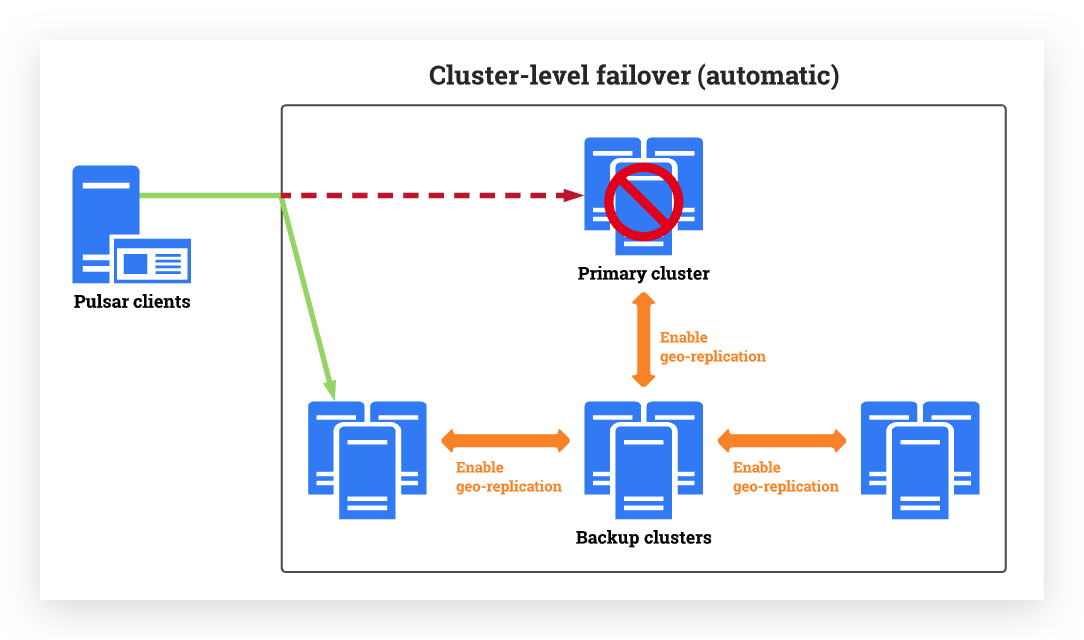 Cluster-level failover (automatic)
Pulsar clients
Primary cluster
Enable
geo-replication
Enable
geo-replication
Enable
geo-replication
Backup clusters